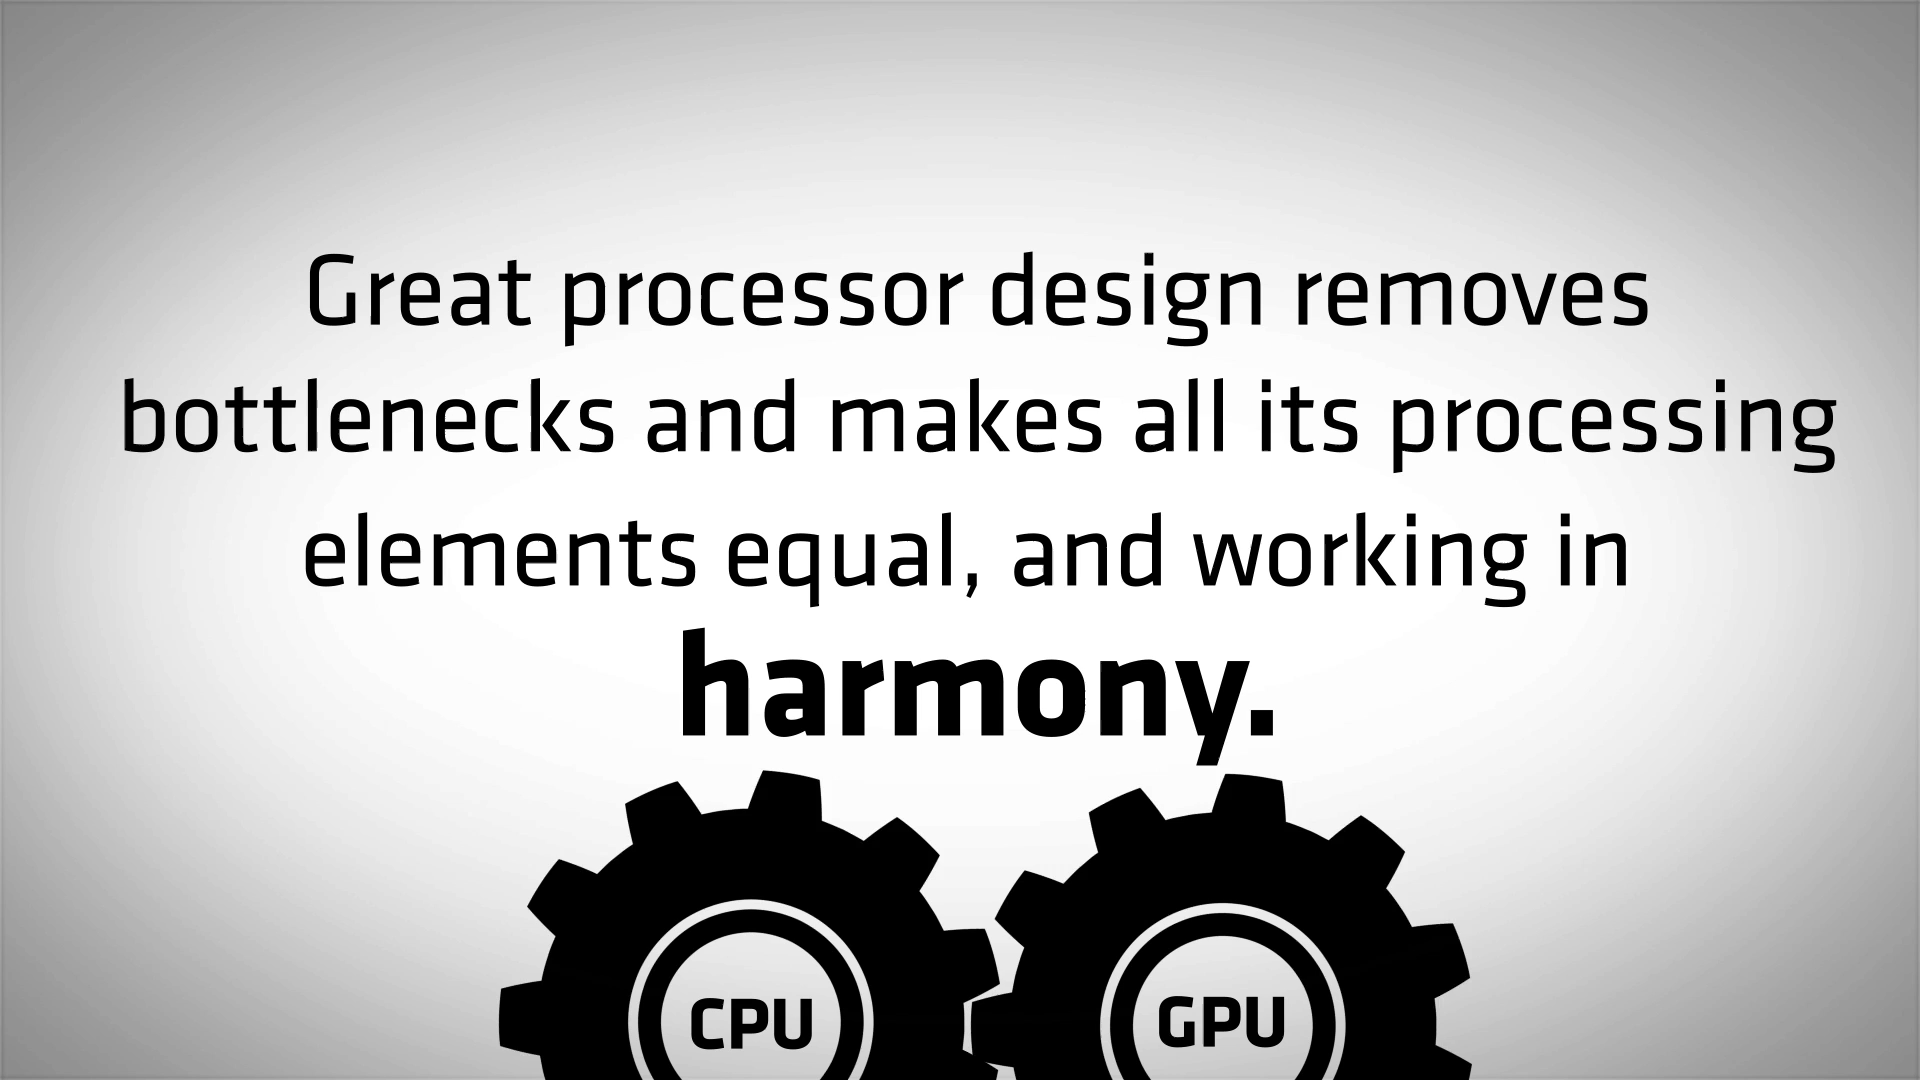 Great processor design removes
bottlenecks and makes all its processing
elements equal, and working in
harmony.
CPU
GPU